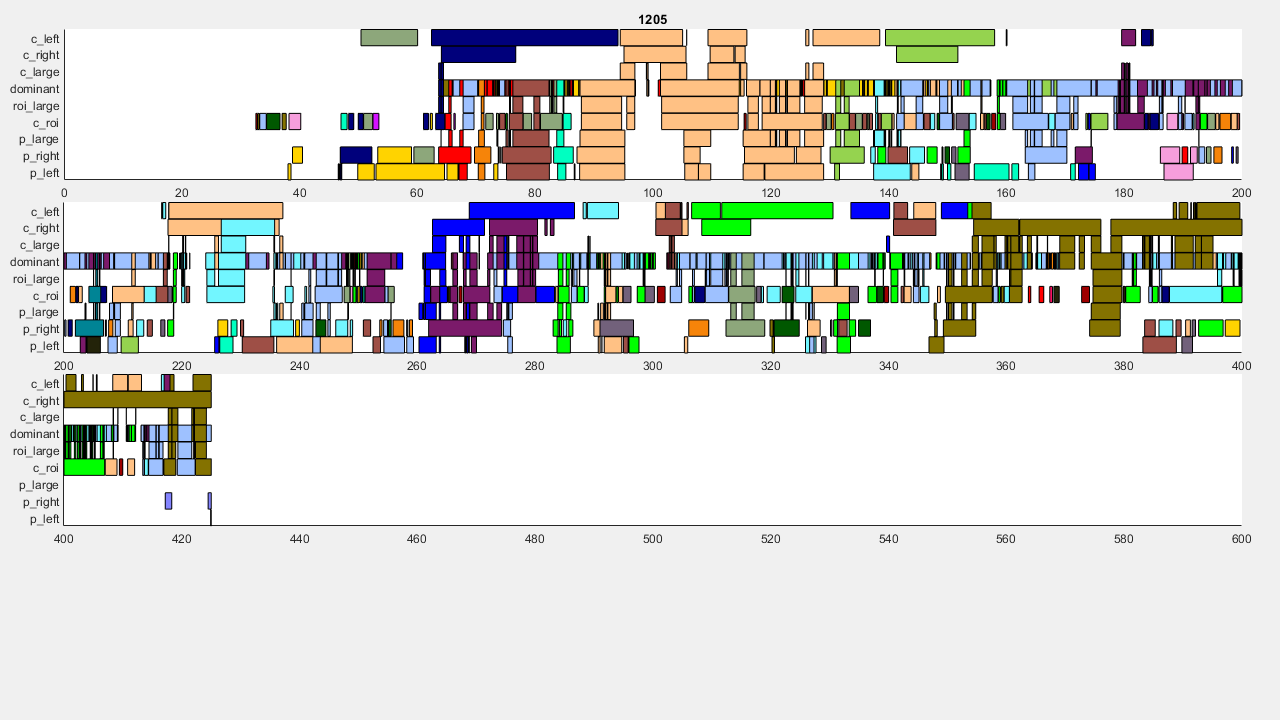 1205
c_left
c_right
c_large
dominant
roi_large
c_roi
p_large
p_right
p_left
0 20 40 60 80 100 120 140 160 180 200
c_left
c_right
c_large
dominant
roi_large
c_roi
p_large
p_right
p_left
200 220 240 260 280 300 320 340 360 380 400
c_left
c_right
c_large
dominant
roi_large
c_roi
p_large
p_right
p_left
400 420 440 460 480 500 520 540 560 580 600